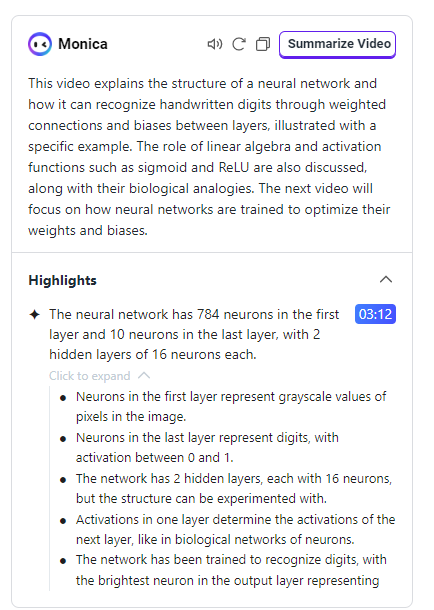 Monica
Summarize Video
This video explains the structure of a neural network and
how it can recognize handwritten digits through weighted
connections and biases between layers, illustrated with a
specific example. The role of linear algebra and activation
functions such as sigmoid and ReLU are also discussed,
along with their biological analogies. The next video will
focus on how neural networks are trained to optimize their
weights and biases.
Highlights
The neural network has 784 neurons in the first
03:12
layer and 10 neurons in the last layer, with 2
hidden layers of 16 neurons each.
Click to expand
Neurons in the first layer represent grayscale values of
pixels in the image.
Neurons in the last layer represent digits, with
activation between 0 and 1.
The network has 2 hidden layers, each with 16 neurons,
but the structure can be experimented with.
Activations in one layer determine the activations of the
next layer, like in biological networks of neurons.
The network has been trained to recognize digits, with
the brightest neuron in the output layer representing